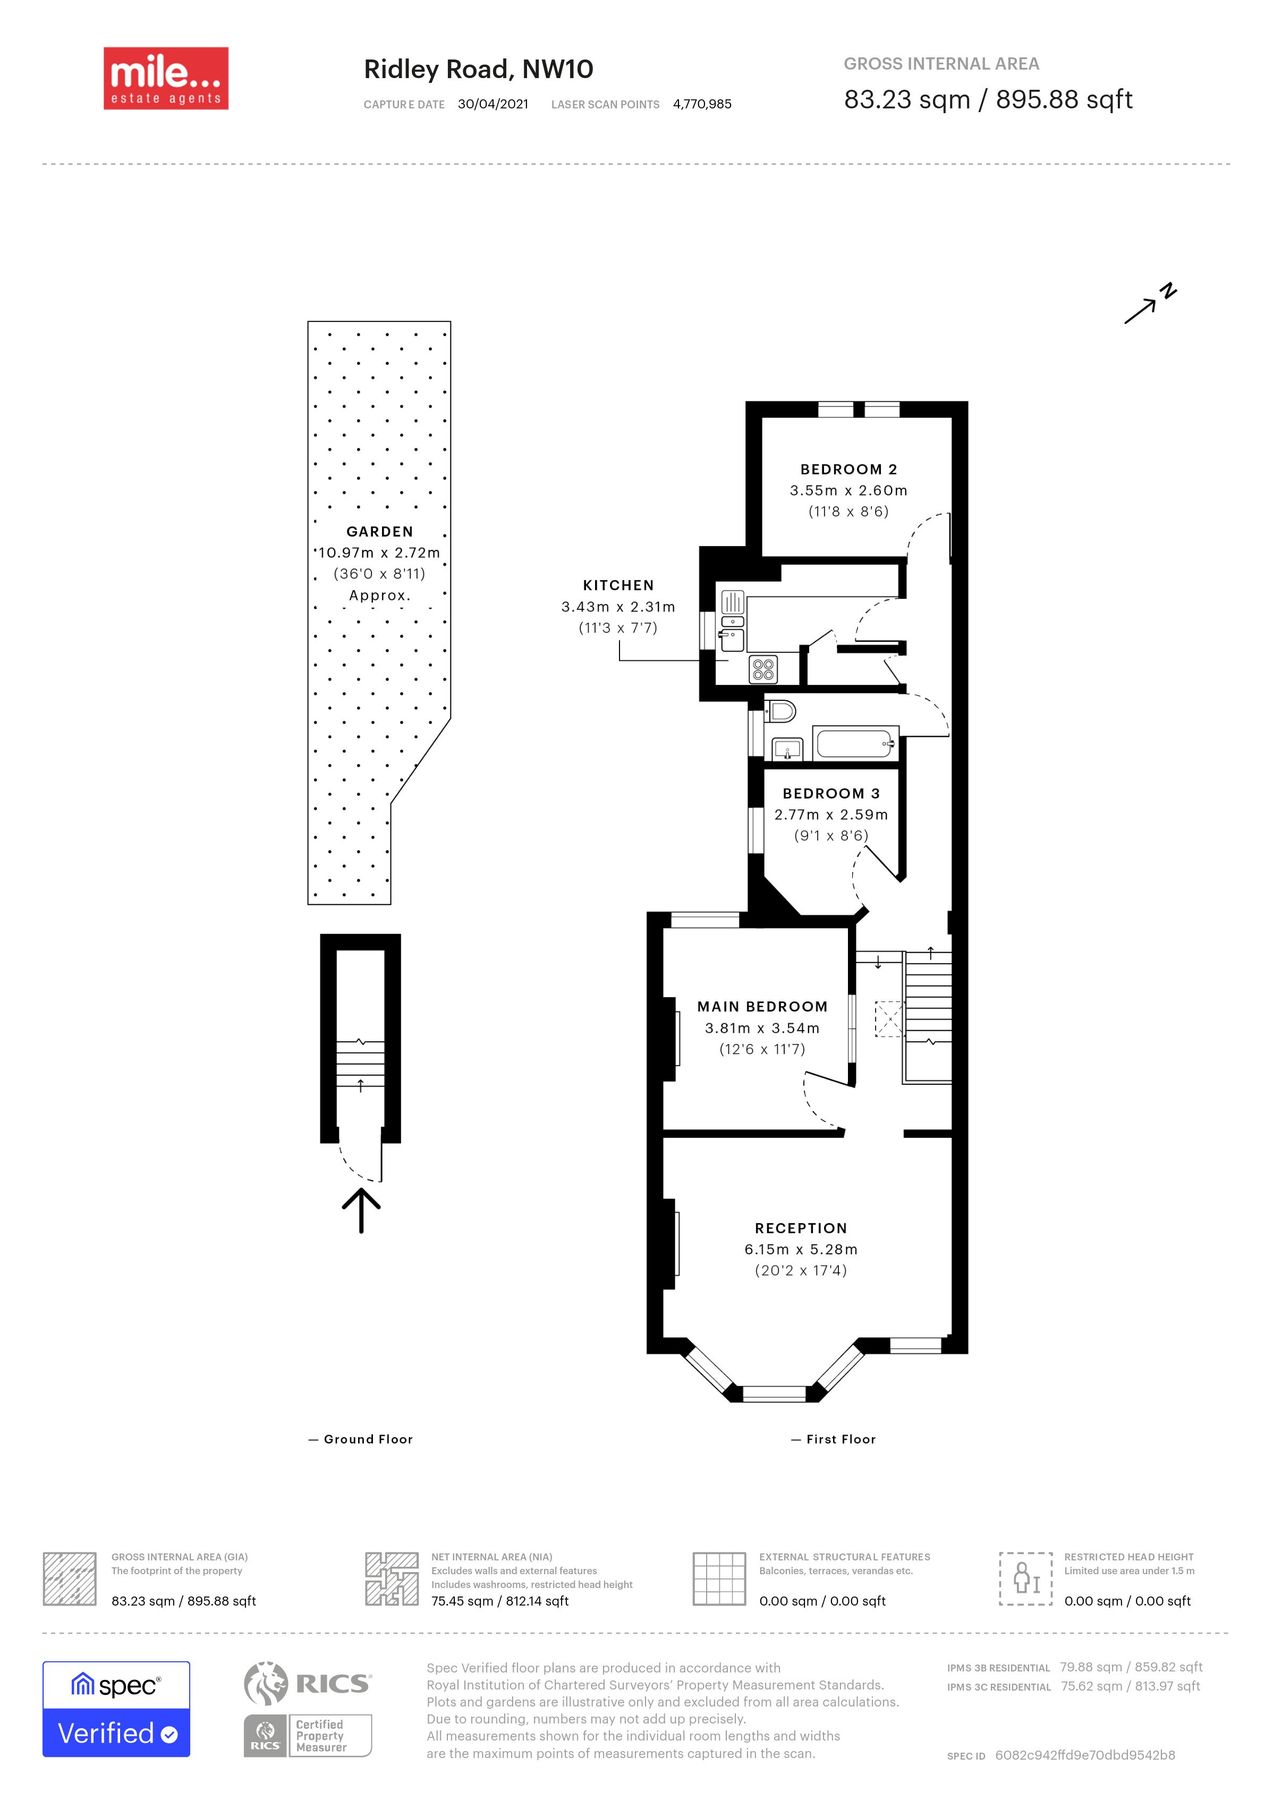 mile...
estate agents
Ridley Road, NW10
CAPTURE DATE 30/04/2021 LASER SCAN POINTS 4,770,985
GROSS INTERNAL AREA
83.23 sqm / 895.88 sqft
N
GARDEN
10.97m x 2.72m
(36'0 x 8'11)
Approx.
BEDROOM 2
3.55m x 2.60m
(11'8 x 8'6)
KITCHEN
3.43m x 2.31m
(11'3 x 7'7)
BEDROOM 3
2.77m x 2.59m
(9'1 x 8'6)
MAIN BEDROOM
3.81m x 3.54m
(12'6 x 11'7)
RECEPTION
6.15m x 5.28m
(20'2 x 17'4)
— Ground Floor
— First Floor
GROSS INTERNAL AREA (GIA)
The footprint of the property
83.23 sqm / 895.88 sqft
NET INTERNAL AREA (NIA)
Excludes walls and external features
Includes washrooms, restricted head height
75.45 sqm / 812.14 sqft
EXTERNAL STRUCTURAL FEATURES
Balconies, terraces, verandas etc.
0.00 sqm / 0.00 sqft
RESTRICTED HEAD HEIGHT
Limited use area under 1.5 m
0.00 sqm / 0.00 sqft
spec®
Verified
RICS®
RICS
Certified
Property
Measurer
Spec Verified floor plans are produced in accordance with
Royal Institution of Chartered Surveyors' Property Measurement Standards.
Plots and gardens are illustrative only and excluded from all area calculations.
Due to rounding, numbers may not add up precisely.
All measurements shown for the individual room lengths and widths
are the maximum points of measurements captured in the scan.
IPMS 3B RESIDENTIAL 79.88 sqm / 859.82 sqft
IPMS 3C RESIDENTIAL 75.62 sqm / 813.97 sqft
SPEC ID 6082c942ffd9e70dbd9542b8